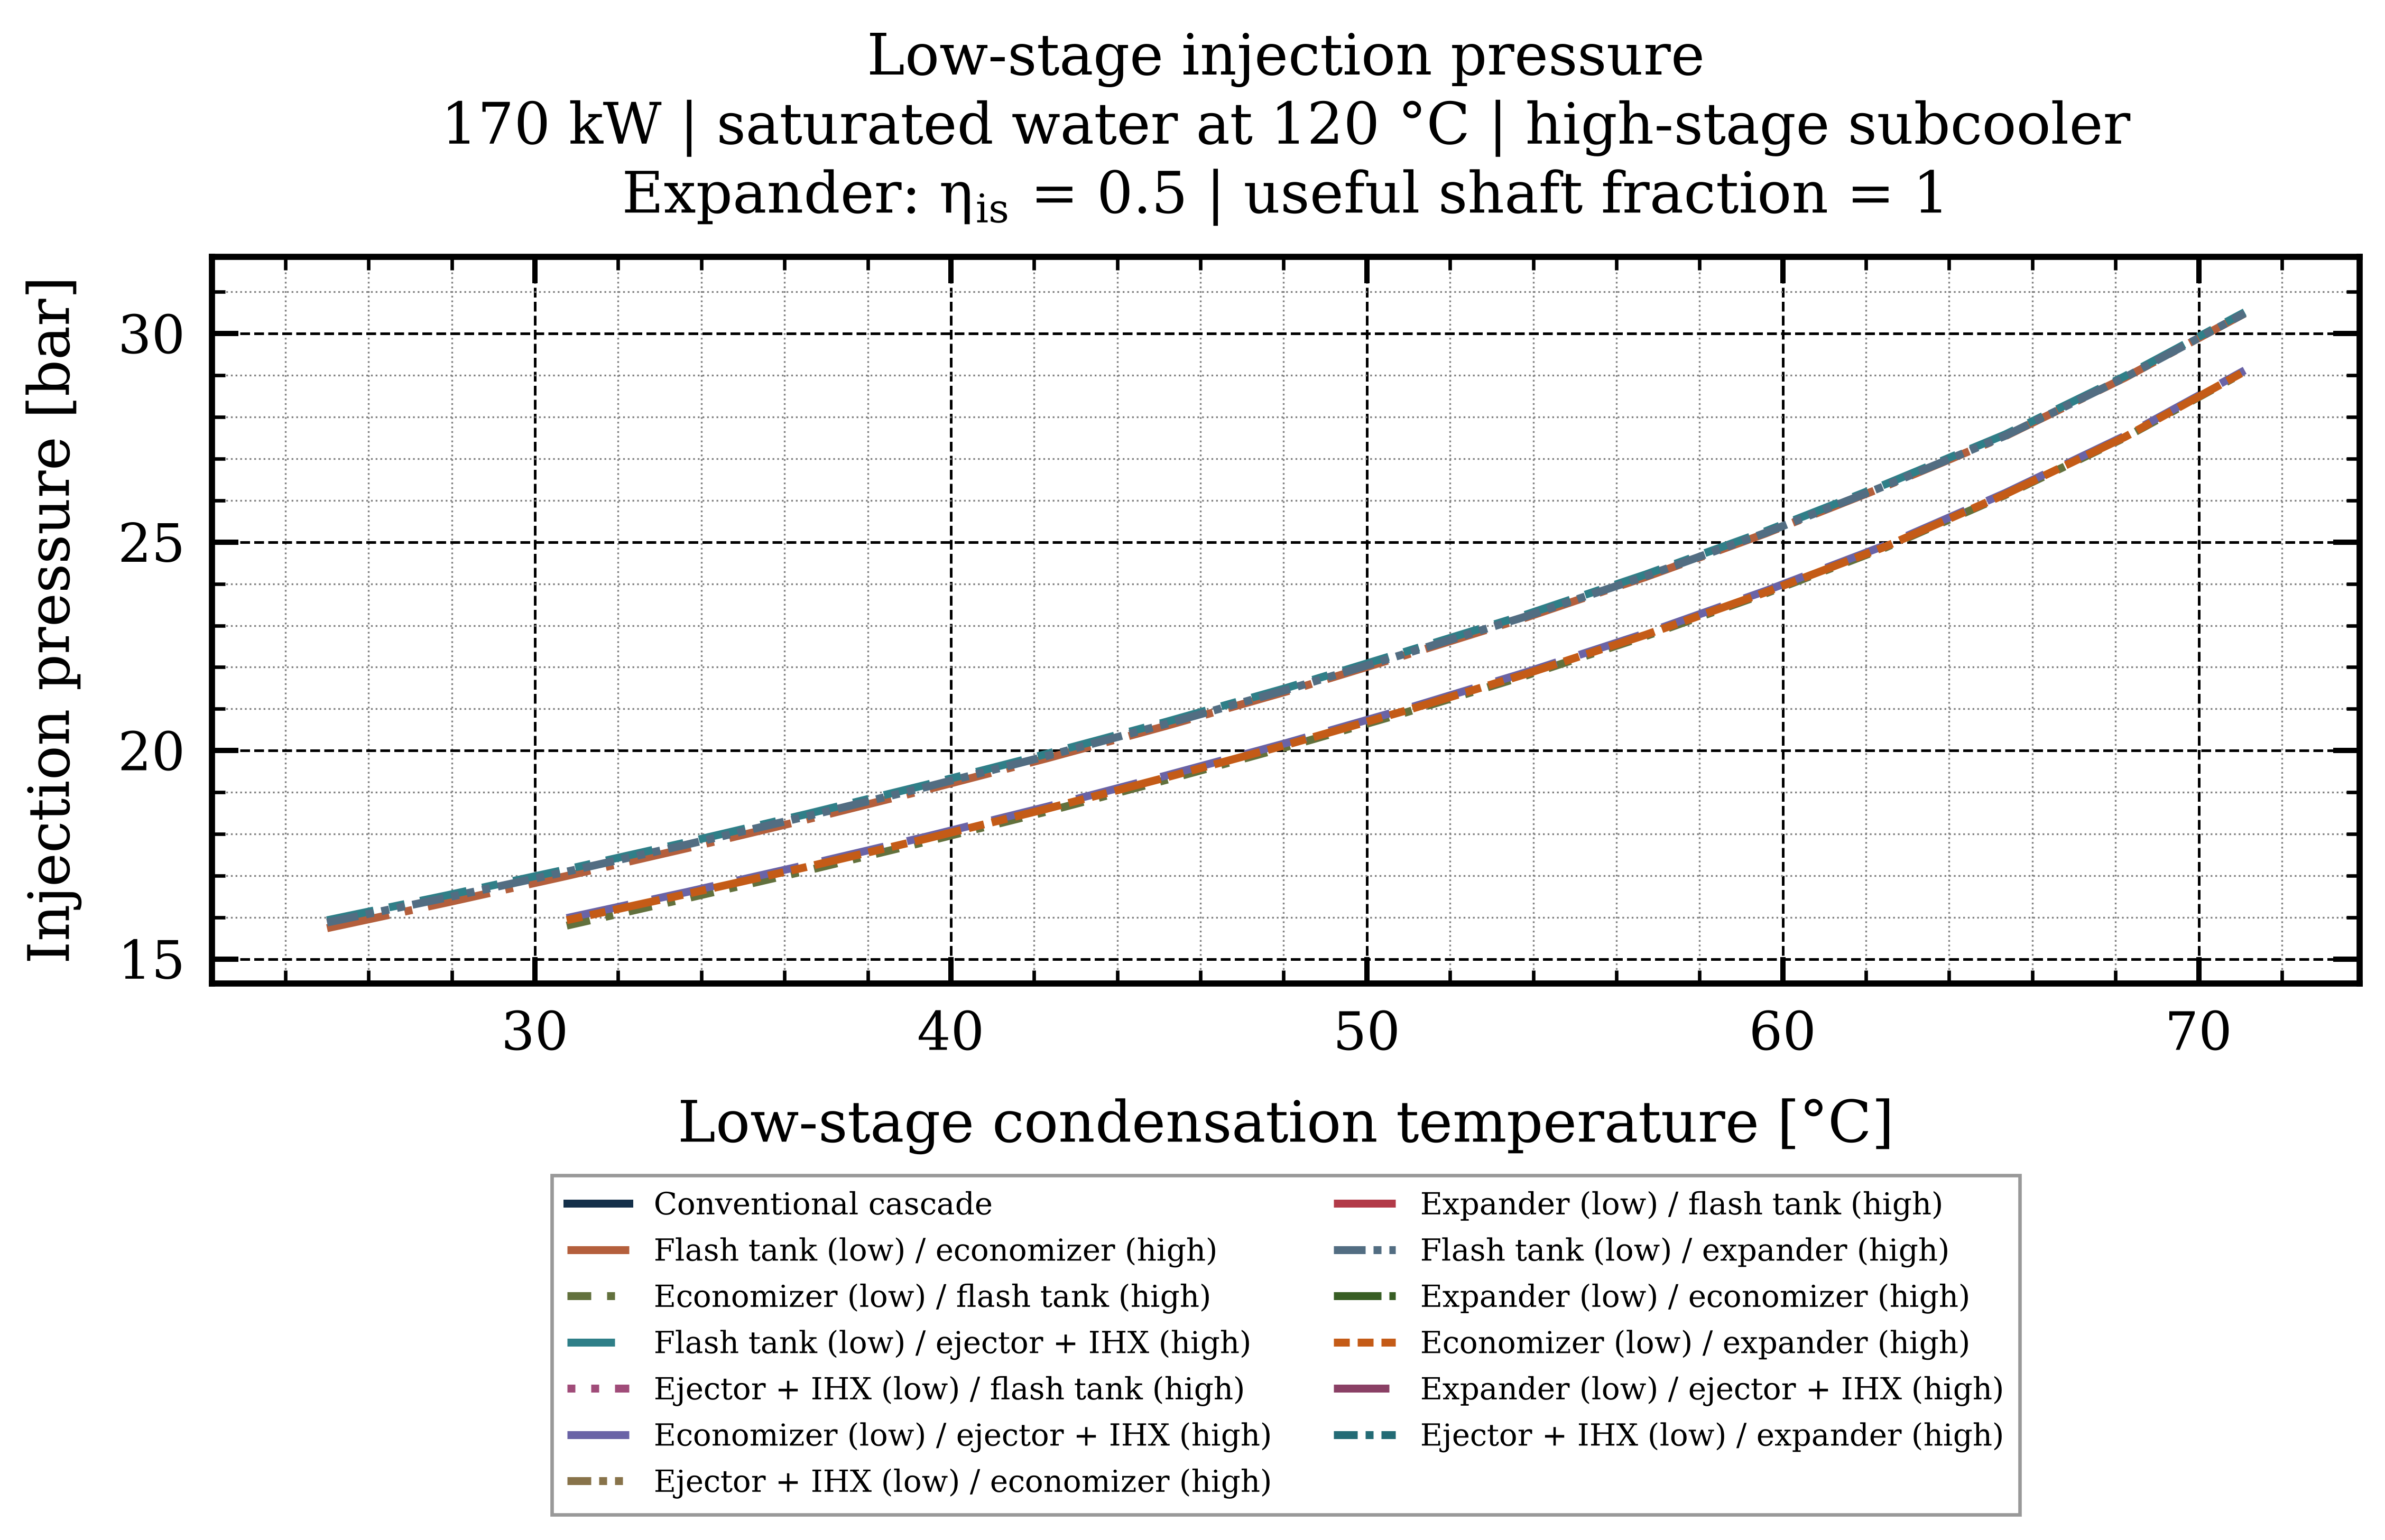 Low-stage injection pressure
170 kW | saturated water at 120 °C | high-stage subcooler
Expander: ηis = 0.5 | useful shaft fraction = 1
Injection pressure [bar]
30
25
20
15
30 40 50 60 70
Low-stage condensation temperature [°C]
Conventional cascade
Flash tank (low) / economizer (high)
Economizer (low) / flash tank (high)
Flash tank (low) / ejector + IHX (high)
Ejector + IHX (low) / flash tank (high)
Economizer (low) / ejector + IHX (high)
Ejector + IHX (low) / economizer (high)
Expander (low) / flash tank (high)
Flash tank (low) / expander (high)
Expander (low) / economizer (high)
Economizer (low) / expander (high)
Expander (low) / ejector + IHX (high)
Ejector + IHX (low) / expander (high)